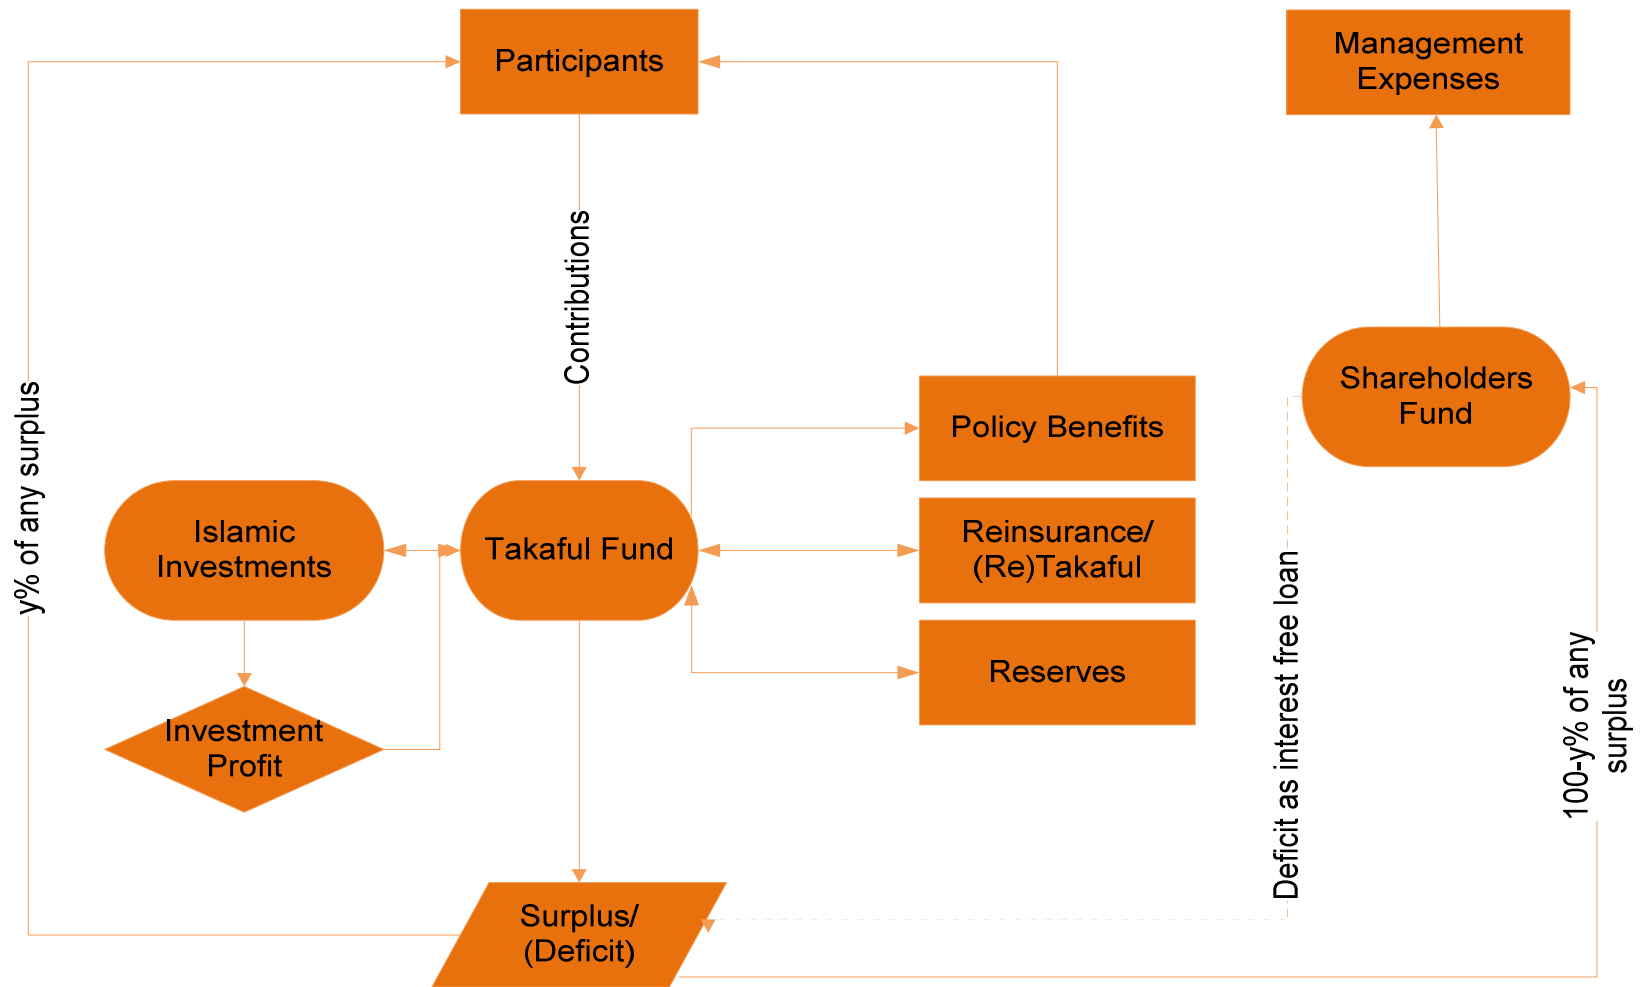 Participants
Management
Expenses
Contributions
Shareholders
Fund
y% of any surplus
Policy Benefits
Islamic
Investments
Takaful Fund
Reinsurance/
(Re)Takaful
Reserves
Deficit as interest free loan
100-y% of any
surplus
Investment
Profit
Surplus/
(Deficit)